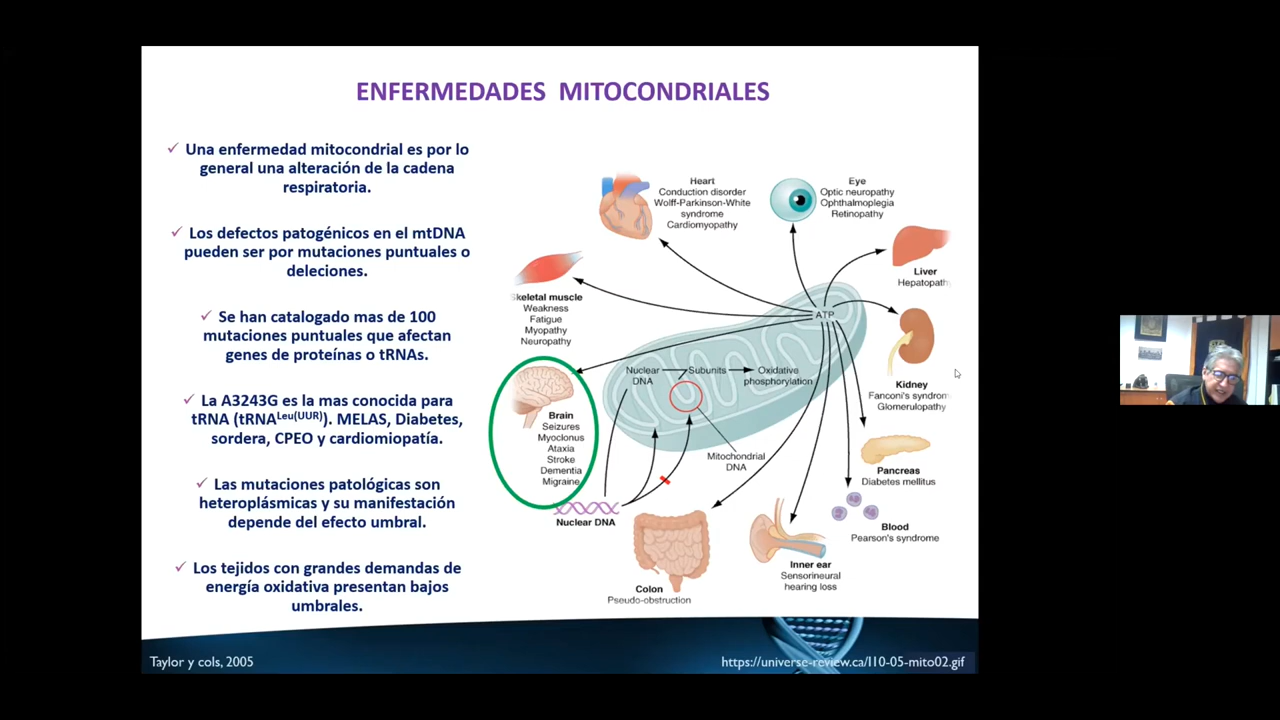 ENFERMEDADES MITOCONDRIALES
✓ Una enfermedad mitocondrial es por lo
general una alteración de la cadena
respiratoria.
✓ Los defectos patogénicos en el mtDNA
pueden ser por mutaciones puntuales o
deleciones.
✓ Se han catalogado mas de 100
mutaciones puntuales que afectan
genes de proteínas o tRNAs.
✓ La A3243G es la mas conocida para
tRNA (tRNALeu(UUR)). MELAS, Diabetes,
sordera, CPEO y cardiomiopatía.
✓ Las mutaciones patológicas son
heteroplásmicas y su manifestación
depende del efecto umbral.
✓ Los tejidos con grandes demandas de
energía oxidativa presentan bajos
umbrales.
Heart
Conduction disorder
Wolff-Parkinson-White
syndrome
Cardiomyopathy
Eye
Optic neuropathy
Ophthalmoplegia
Retinopathy
Liver
Hepatopath
Skeletal muscle
Weakness
Fatigue
Myopathy
Neuropathy
ATP
Kidney
Fanconi's syndrom
Glomerulopathy
Nuclear
DNA
Subunits
Oxidative
phosphorylation
Brain
Seizures
Myoclonus
Ataxia
Stroke
Dementia
Migraine
Mitochondrial
DNA
Pancreas
Diabetes mellitus
Nuclear DNA
Blood
Pearson's syndrome
Inner ear
Sensorineural
hearing loss
Colon
Pseudo-obstruction
Taylor y cols, 2005
https://universe-review.ca/I10-05-mito02.gif